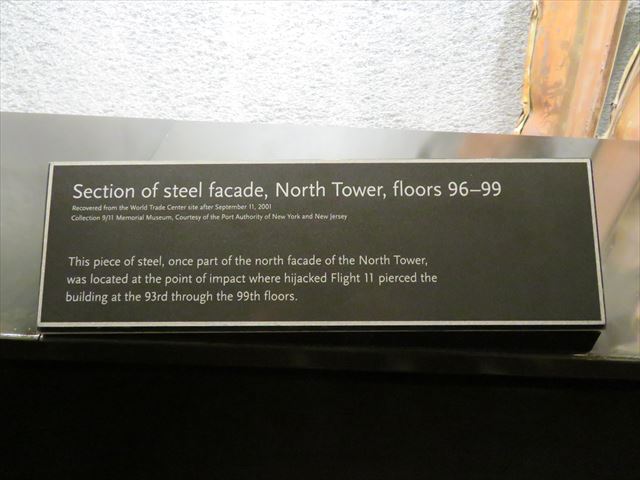 Section of steel facade, North Tower, floors 96–99
Recovered from the World Trade Center site after September 11, 2001
Collection 9/11 Memorial Museum, Courtesy of the Port Authority of New York and New Jersey
This piece of steel, once part of the north facade of the North Tower,
was located at the point of impact where hijacked Flight 11 pierced the
building at the 93rd through the 99th floors.